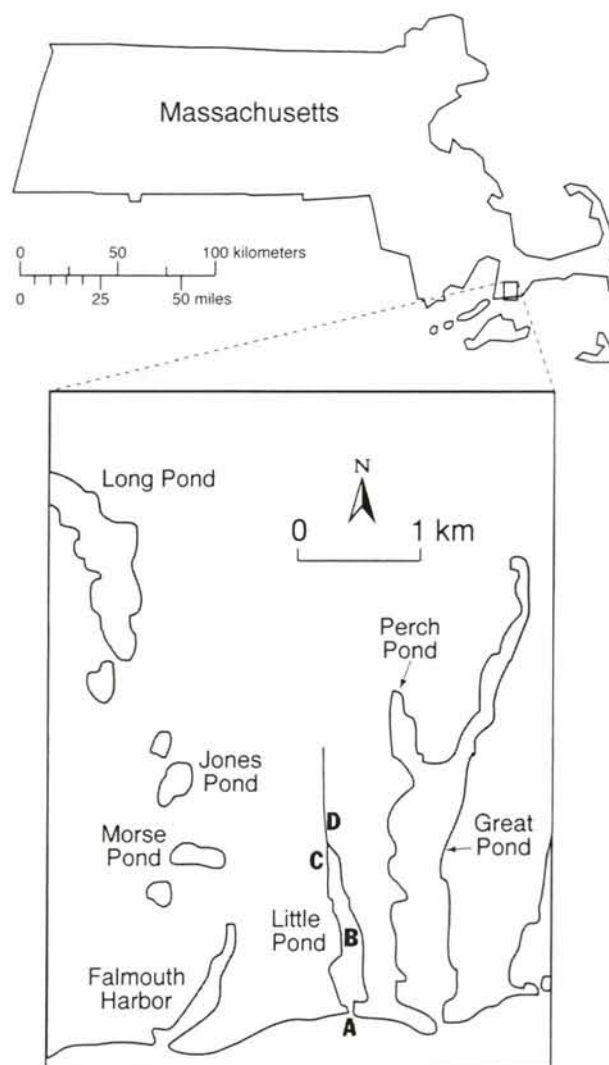 Massachusetts
0 50 100 kilometers
0 25 50 miles
Long Pond
N
0 1 km
Perch
Pond
Jones
Pond
D
Morse
Pond
C
Great
Pond
Little
Pond
B
Falmouth
Harbor
A